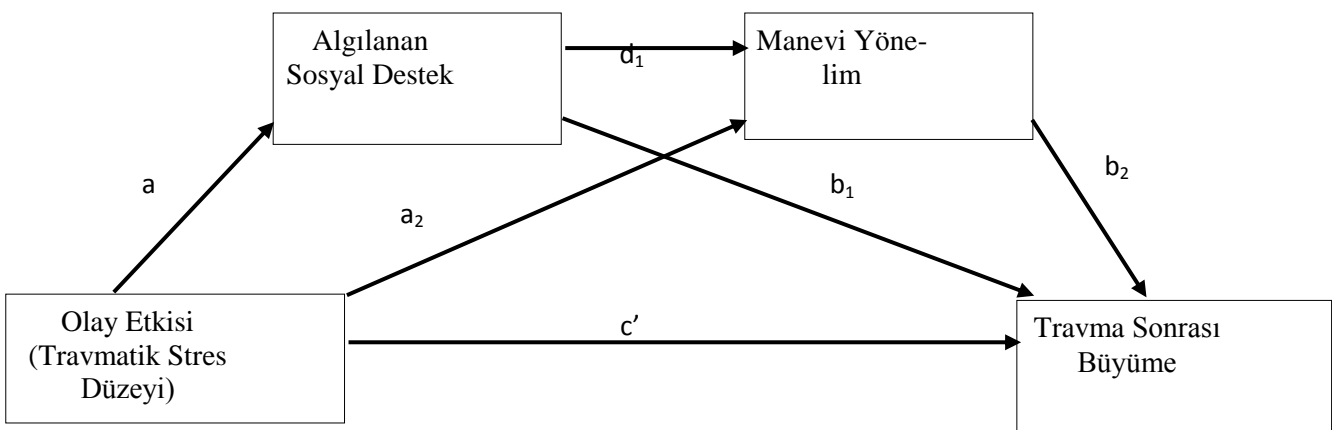 Algılanan
Sosyal Destek
d₁
Manevi Yöne-
lim
a
a₂
b₁
b₂
Olay Etkisi
(Travmatik Stres
Düzeyi)
c’
Travma Sonrası
Büyüme